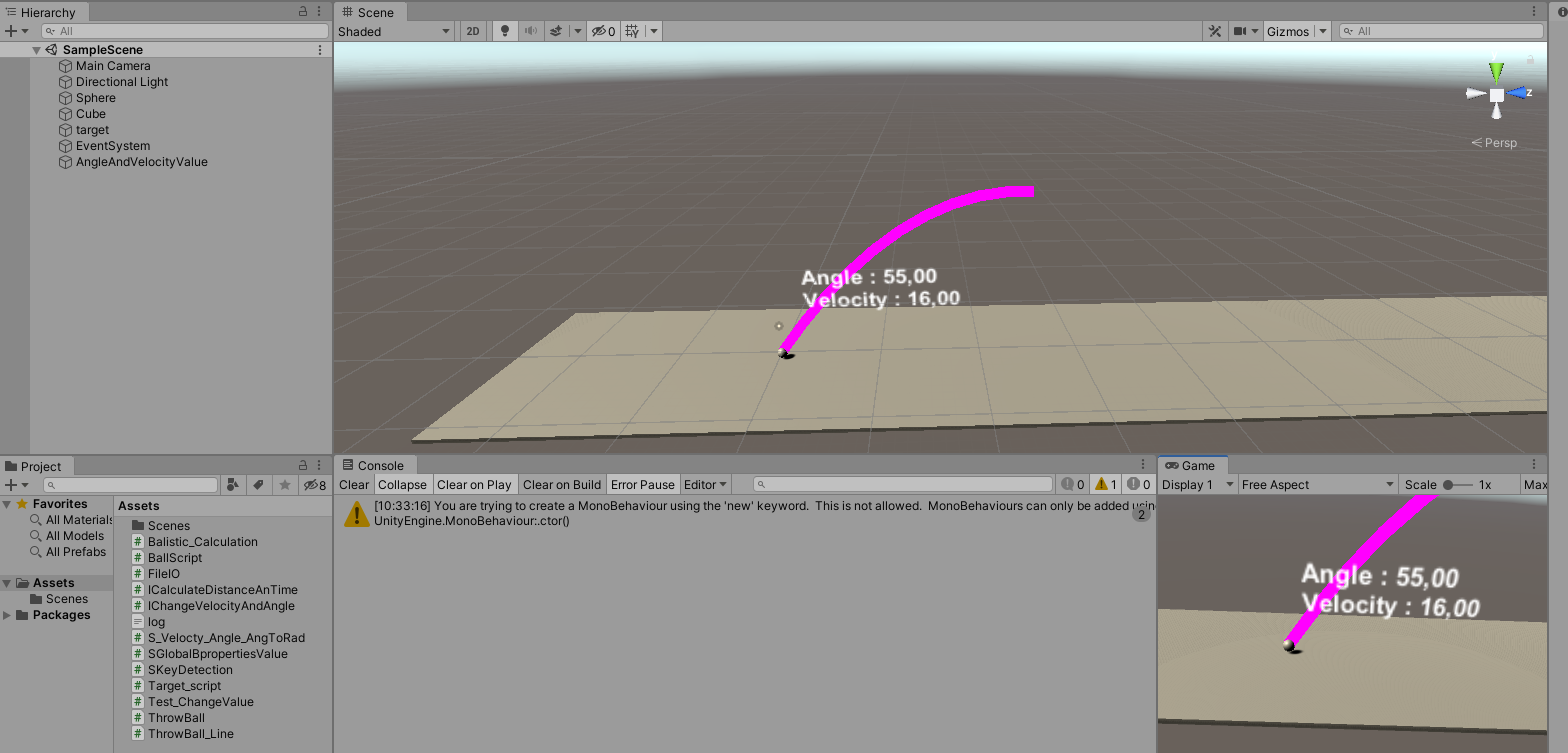 Hierarchy
All
SampleScene
Main Camera
Directional Light
Sphere
Cube
target
EventSystem
AngleAndVelocityValue
Scene
Shaded
2D
0
Gizmos
All
z
Persp
Angle : 55,00
Velocity : 16,00
Project
8
Favorites
All Materials
All Models
All Prefabs
Assets
Scenes
Packages
Assets
Scenes
Balistic_Calculation
BallScript
FileIO
ICalculateDistanceAnTime
IChangeVelocityAndAngle
log
S_Velocty_Angle_AngToRad
SGlobalBpropertiesValue
SKeyDetection
Target_script
Test_ChangeValue
ThrowBall
ThrowBall_Line
Console
Clear Collapse Clear on Play Clear on Build Error Pause Editor
0 1 0
[10:33:16] You are trying to create a MonoBehaviour using the 'new' keyword. This is not allowed. MonoBehaviours can only be added
UnityEngine.MonoBehaviour:.ctor()
2
Game
Display 1 Free Aspect Scale 1x Max
Angle : 55,00
Velocity : 16,00